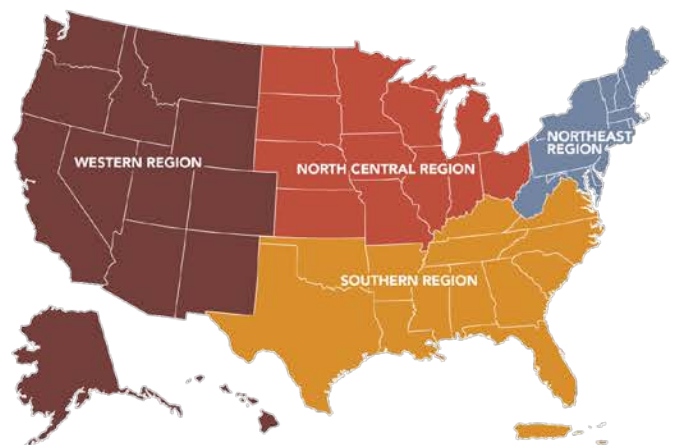 NORTHEAST
REGION
WESTERN REGION
NORTH CENTRAL REGION
SOUTHERN REGION